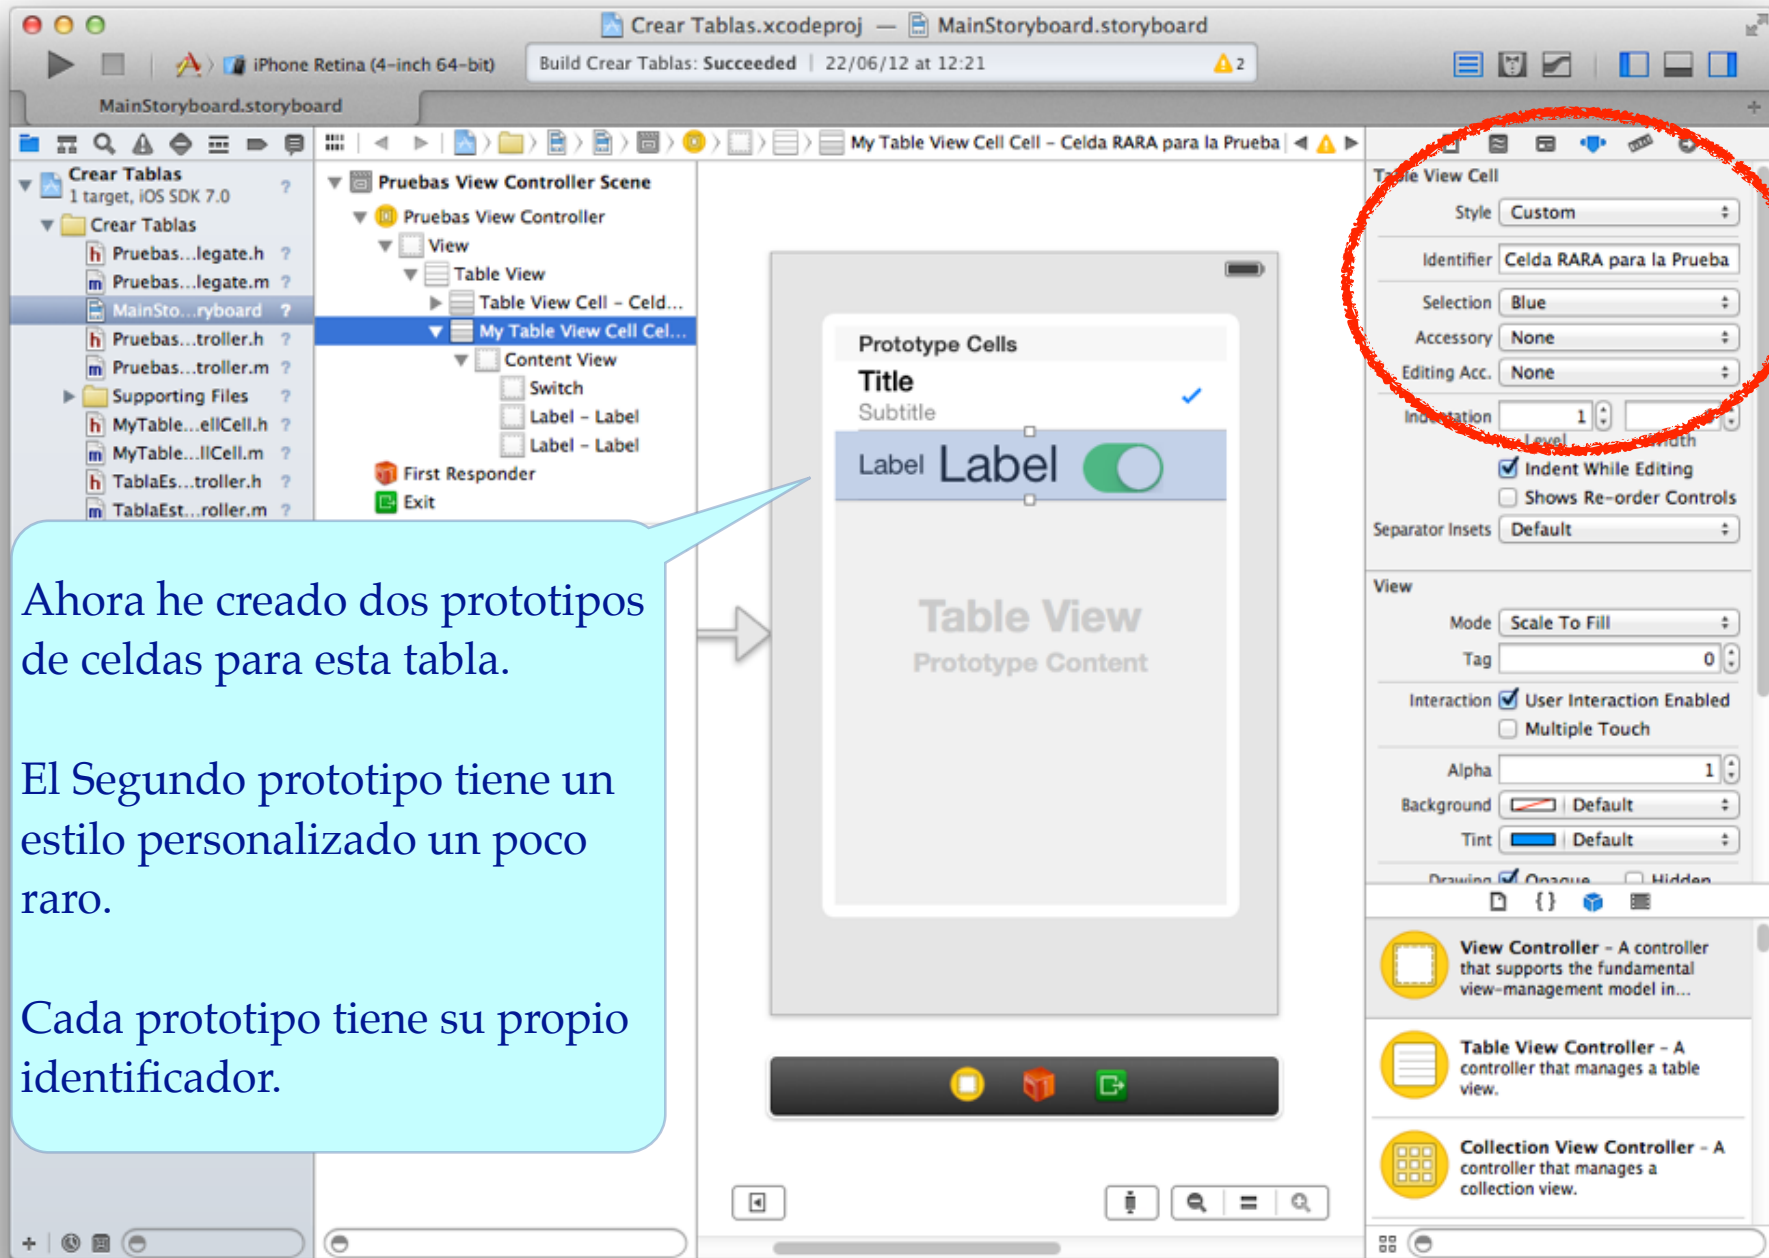 Crear Tablas.xcodeproj — MainStoryboard.storyboard
iPhone Retina (4-inch 64-bit)
Build Crear Tablas: Succeeded | 22/06/12 at 12:21
2
MainStoryboard.storyboard
My Table View Cell Cell – Celda RARA para la Prueba
Crear Tablas
1 target, iOS SDK 7.0
?
Crear Tablas
Pruebas...legate.h ?
Pruebas...legate.m ?
MainSto...ryboard ?
Pruebas...troller.h ?
Pruebas...troller.m ?
Supporting Files ?
MyTable...ellCell.h ?
MyTable...llCell.m ?
TablaEs...troller.h ?
TablaEst...roller.m ?
Pruebas View Controller Scene
Pruebas View Controller
View
Table View
Table View Cell – Celd...
My Table View Cell Cel...
Content View
Switch
Label – Label
Label – Label
First Responder
Exit
Ahora he creado dos prototipos
de celdas para esta tabla.
El Segundo prototipo tiene un
estilo personalizado un poco
raro.
Cada prototipo tiene su propio
identificador.
Prototype Cells
Title
Subtitle
Label Label
Table View
Prototype Content
Table View Cell
Style Custom
Identifier Celda RARA para la Prueba
Selection Blue
Accessory None
Editing Acc. None
Indentation 1
Level Width
Indent While Editing
Shows Re-order Controls
Separator Insets Default
View
Mode Scale To Fill
Tag 0
Interaction User Interaction Enabled
Multiple Touch
Alpha 1
Background Default
Tint Default
Drawing Opaque Hidden
View Controller – A controller
that supports the fundamental
view-management model in...
Table View Controller – A
controller that manages a table
view.
Collection View Controller – A
controller that manages a
collection view.